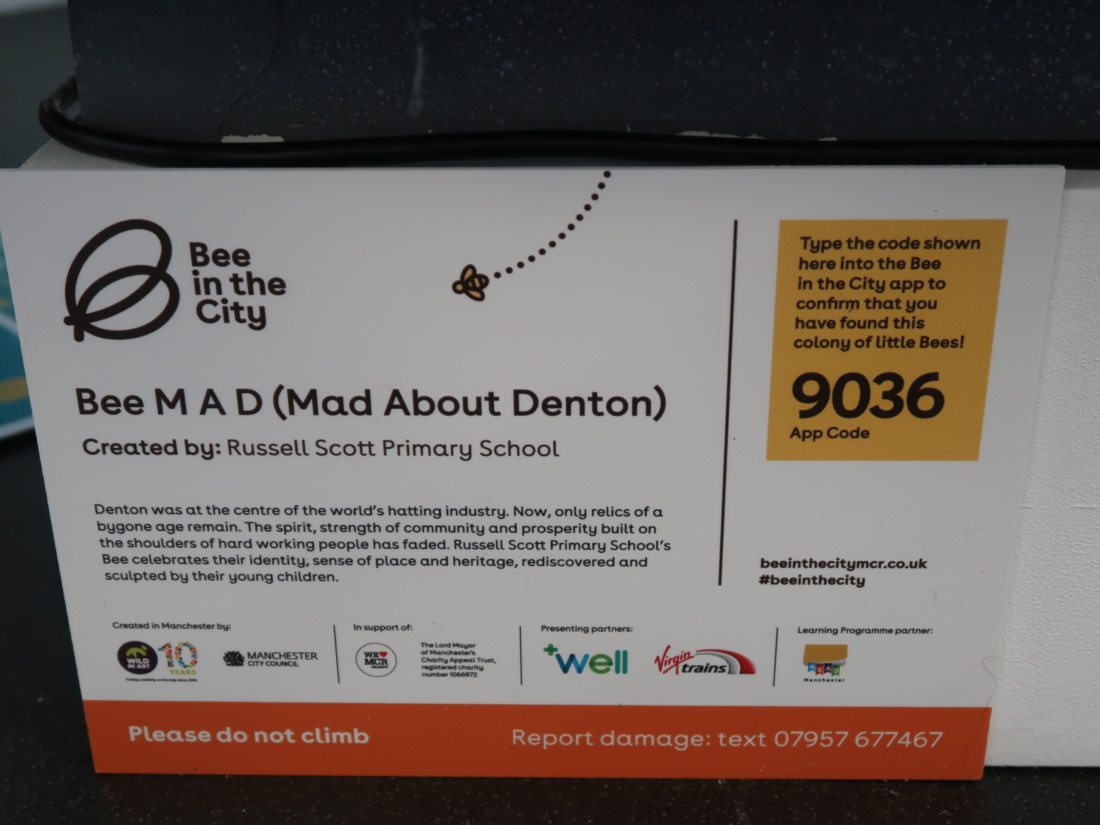 Bee
in the
City
Bee M A D (Mad About Denton)
Created by: Russell Scott Primary School
Denton was at the centre of the world's hatting industry. Now, only relics of a
bygone age remain. The spirit, strength of community and prosperity built on
the shoulders of hard working people has faded. Russell Scott Primary School's
Bee celebrates their identity, sense of place and heritage, rediscovered and
sculpted by their young children.
Type the code shown
here into the Bee
in the City app to
confirm that you
have found this
colony of little Bees!
9036
App Code
beeinthecitymcr.co.uk
#beeinthecity
Created in Manchester by:
WILD
IN ART
10
YEARS
MANCHESTER
CITY COUNCIL
In support of:
WE
MCR
The Lord Mayor
of Manchester's
Charity Appeal Trust,
registered charity
number 1066972
Presenting partners:
well
Virgin
trains
Learning Programme partner:
READ
Manchester
Please do not climb
Report damage: text 07957 677467